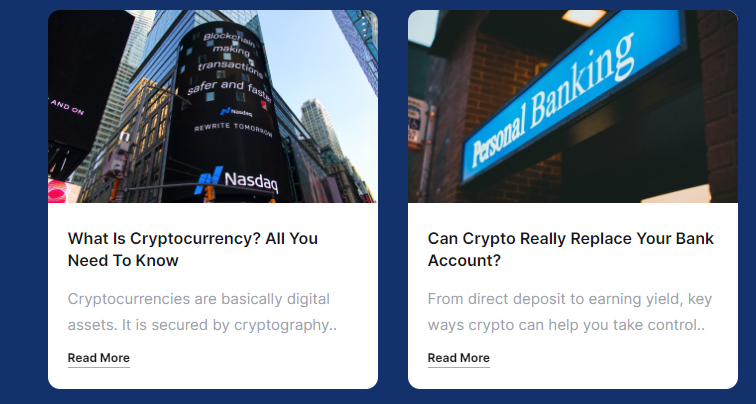 AND ON
Blockchain
making
transactions
safer and faster
Nasdaq
REWRITE TOMORROW
Nasdaq
Personal Banking
What Is Cryptocurrency? All You
Need To Know
Cryptocurrencies are basically digital
assets. It is secured by cryptography..
Read More
Can Crypto Really Replace Your Bank
Account?
From direct deposit to earning yield, key
ways crypto can help you take control..
Read More